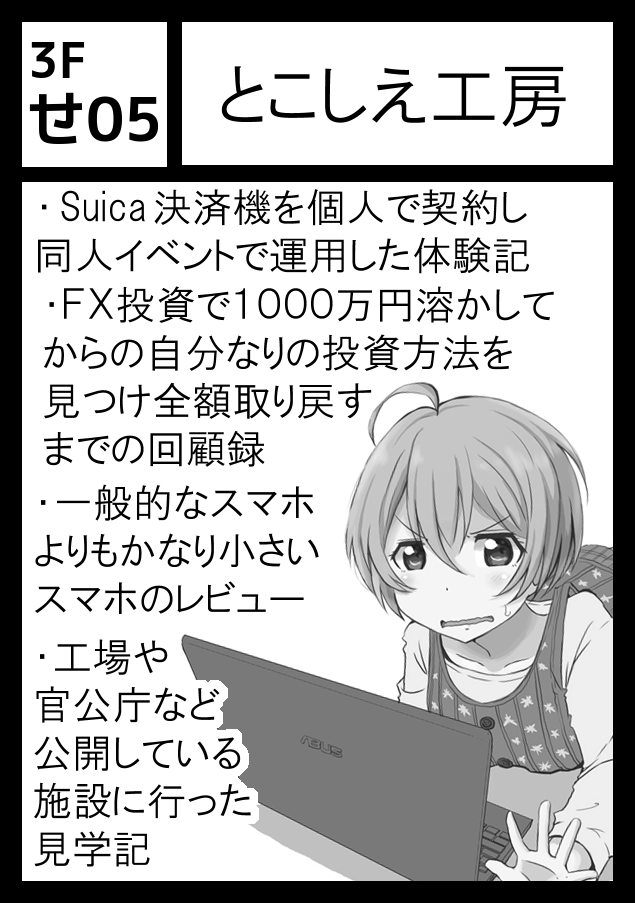 3F
せ05
とこしえ工房
・Suica決済機を個人で契約し
同人イベントで運用した体験記
・FX投資で1000万円溶かして
からの自分なりの投資方法を
見つけ全額取り戻す
までの回顧録
・一般的なスマホ
よりもかなり小さい
スマホのレビュー
・工場や
官公庁など
公開している
施設に行った
見学記
ASUS